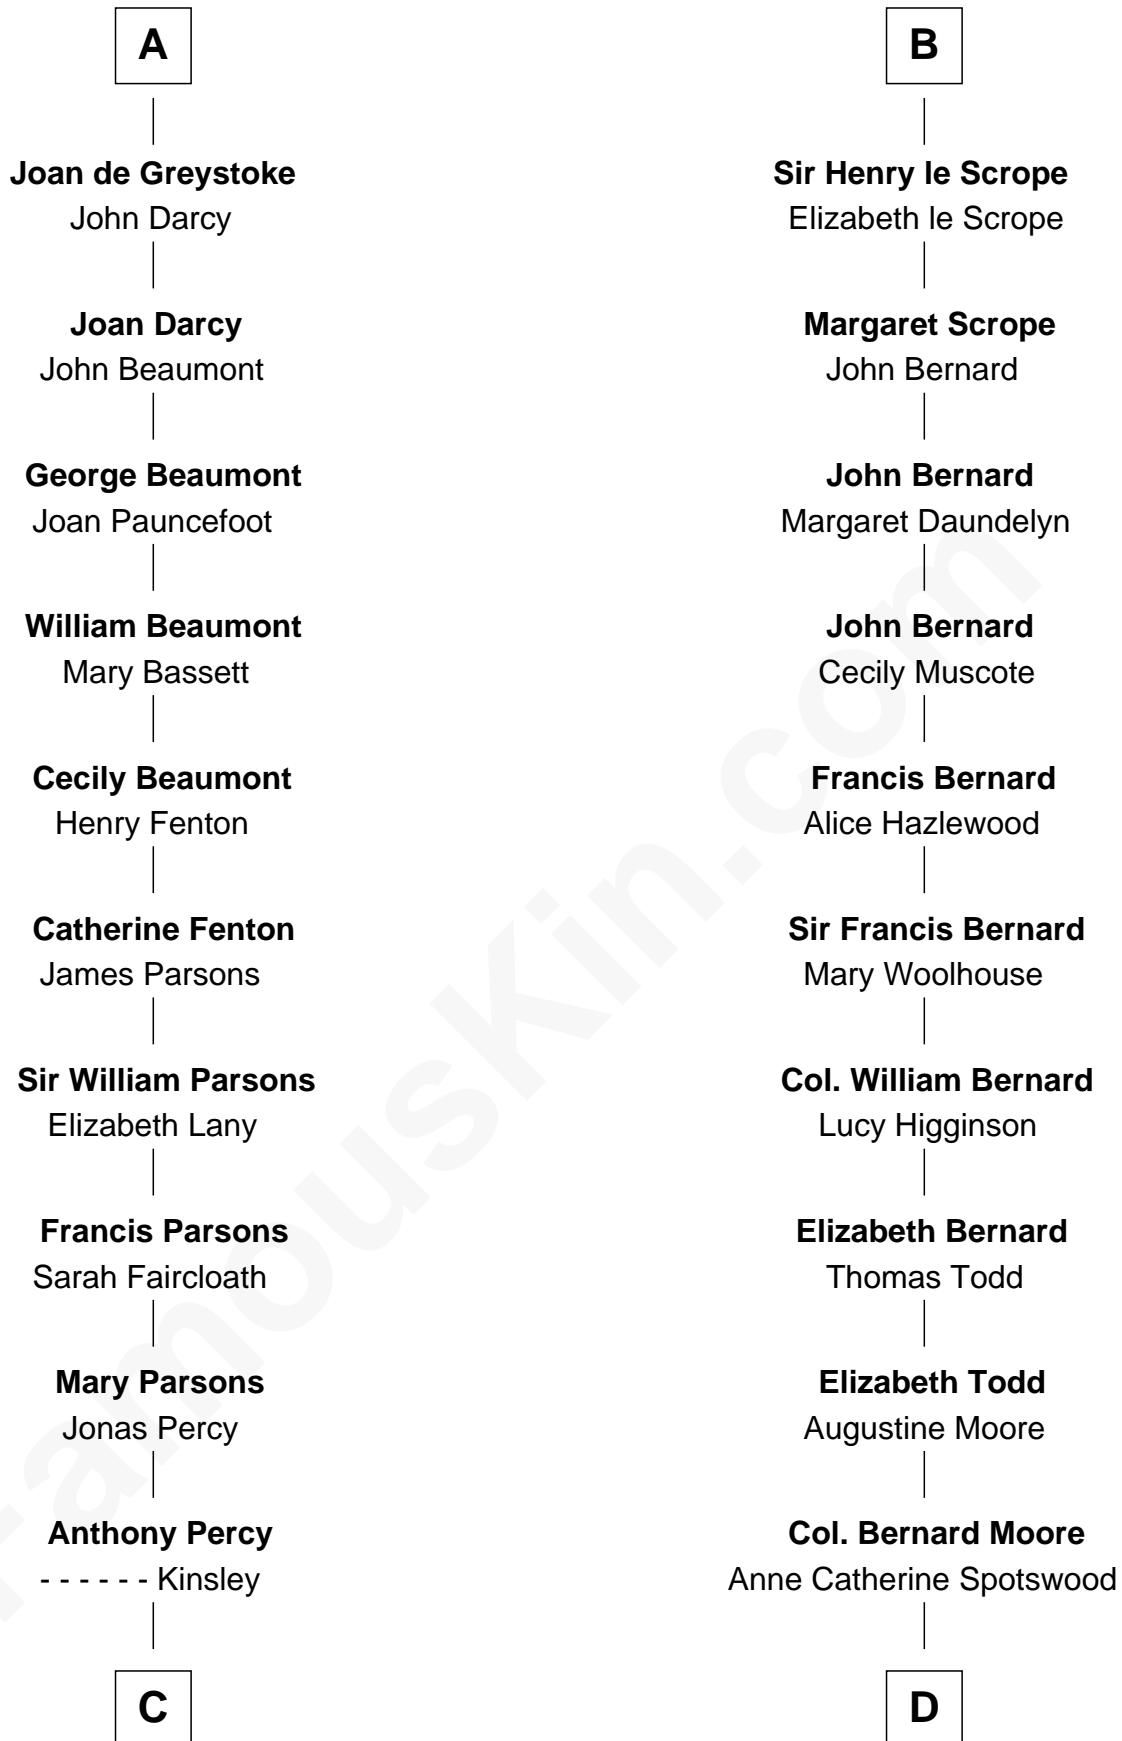 A
Joan de Greystoke
John Darcy
Joan Darcy
John Beaumont
George Beaumont
Joan Pauncefoot
William Beaumont
Mary Bassett
Cecily Beaumont
Henry Fenton
Catherine Fenton
James Parsons
Sir William Parsons
Elizabeth Lany
Francis Parsons
Sarah Faircloath
Mary Parsons
Jonas Percy
Anthony Percy
- - - - - - Kinsley
C
B
Sir Henry le Scrope
Elizabeth le Scrope
Margaret Scrope
John Bernard
John Bernard
Margaret Daundelyn
John Bernard
Cecily Muscote
Francis Bernard
Alice Hazlewood
Sir Francis Bernard
Mary Woolhouse
Col. William Bernard
Lucy Higginson
Elizabeth Bernard
Thomas Todd
Elizabeth Todd
Augustine Moore
Col. Bernard Moore
Anne Catherine Spotswood
D
FamousKin.com